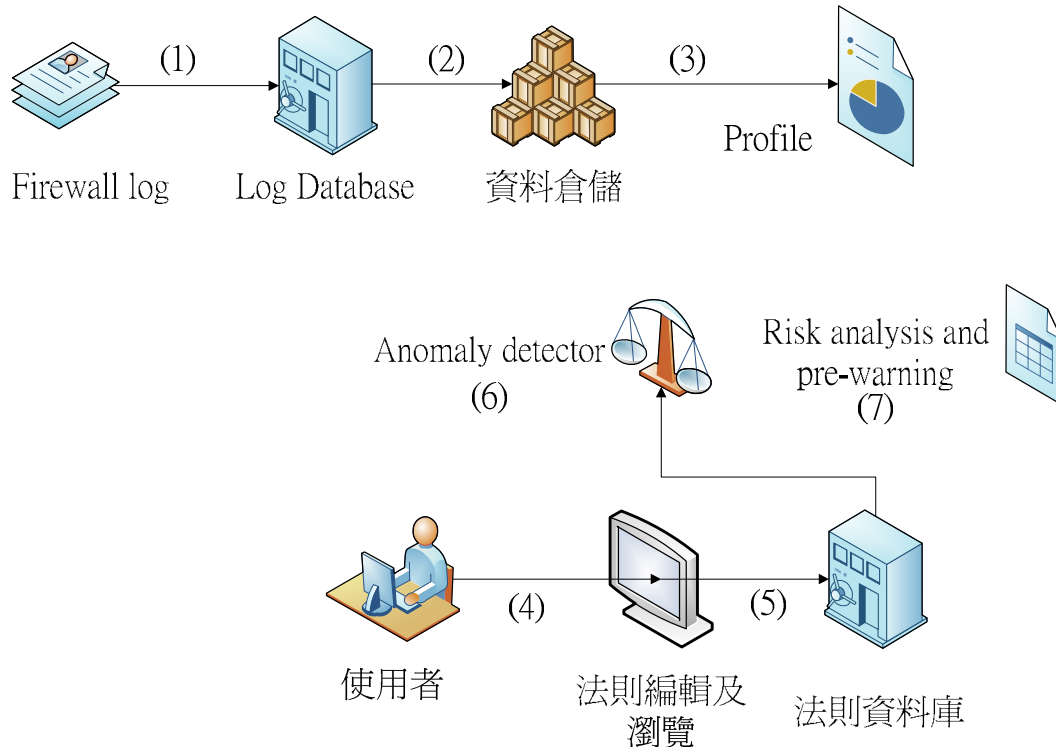 (1)
(2)
(3)
Profile
Firewall log
Log Database
資料倉儲
Anomaly detector
(6)
Risk analysis and
pre-warning
(7)
(4)
(5)
使用者
法則編輯及
瀏覽
法則資料庫